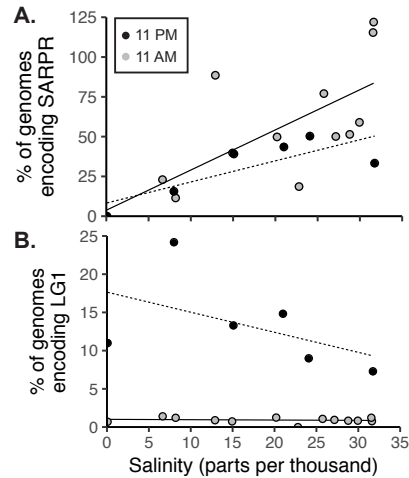 A.
% of genomes
encoding SARPR
125
100
75
50
25
0
11 PM
11 AM
B.
% of genomes
encoding LG1
25
20
15
10
5
0
0 5 10 15 20 25 30 35
Salinity (parts per thousand)